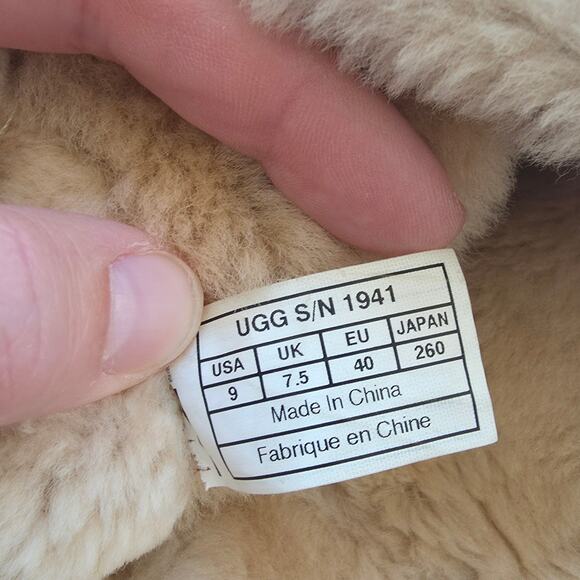 UGG S/N 1941
USA UK EU JAPAN
9 7.5 40 260
Made In China
Fabrique en Chine